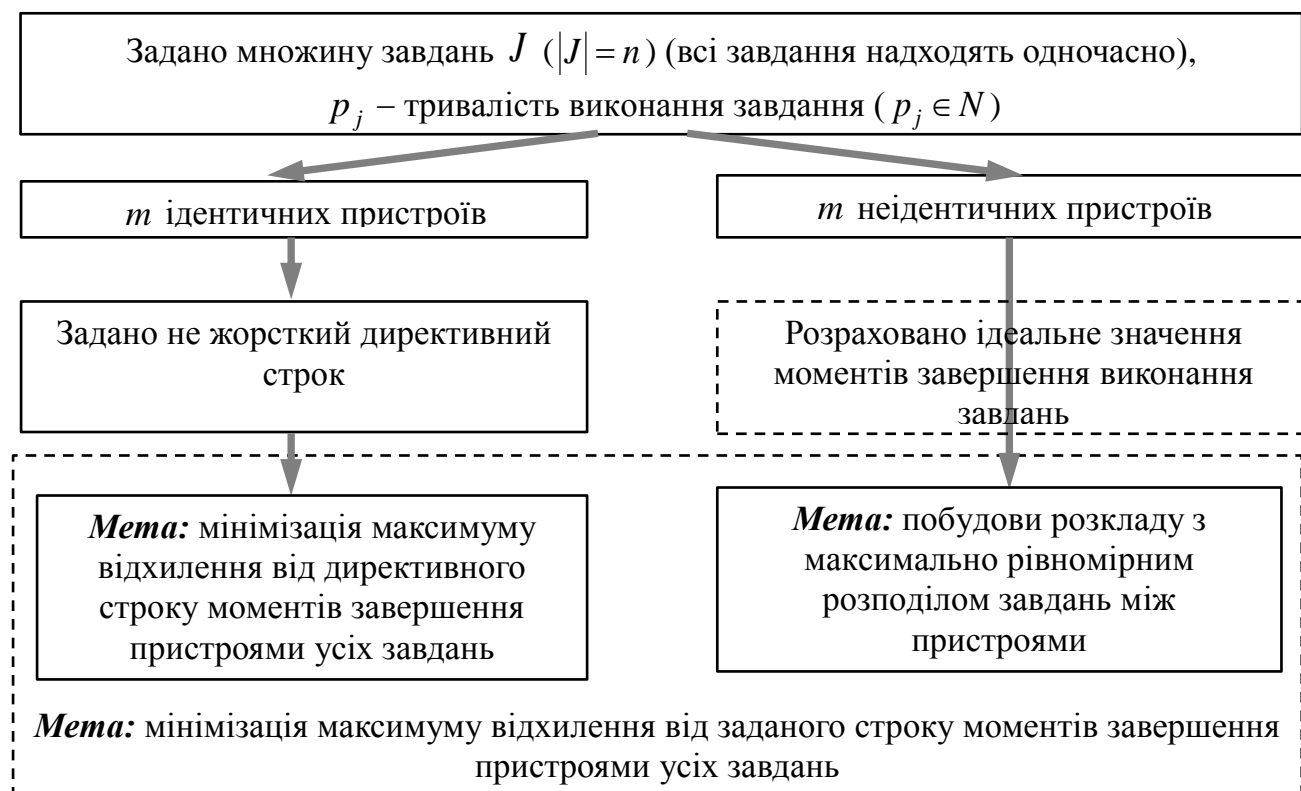 Задано множину завдань J (|J| = n) (всі завдання надходять одночасно),
p_j – тривалість виконання завдання ( p_j ∈ N )
m ідентичних пристроїв
m неідентичних пристроїв
Задано не жорсткий директивний
строк
Розраховано ідеальне значення
моментів завершення виконання
завдань
Мета: мінімізація максимуму
відхилення від директивного
строку моментів завершення
пристроями усіх завдань
Мета: побудови розкладу з
максимально рівномірним
розподілом завдань між
пристроями
Мета: мінімізація максимуму відхилення від заданого строку моментів завершення
пристроями усіх завдань